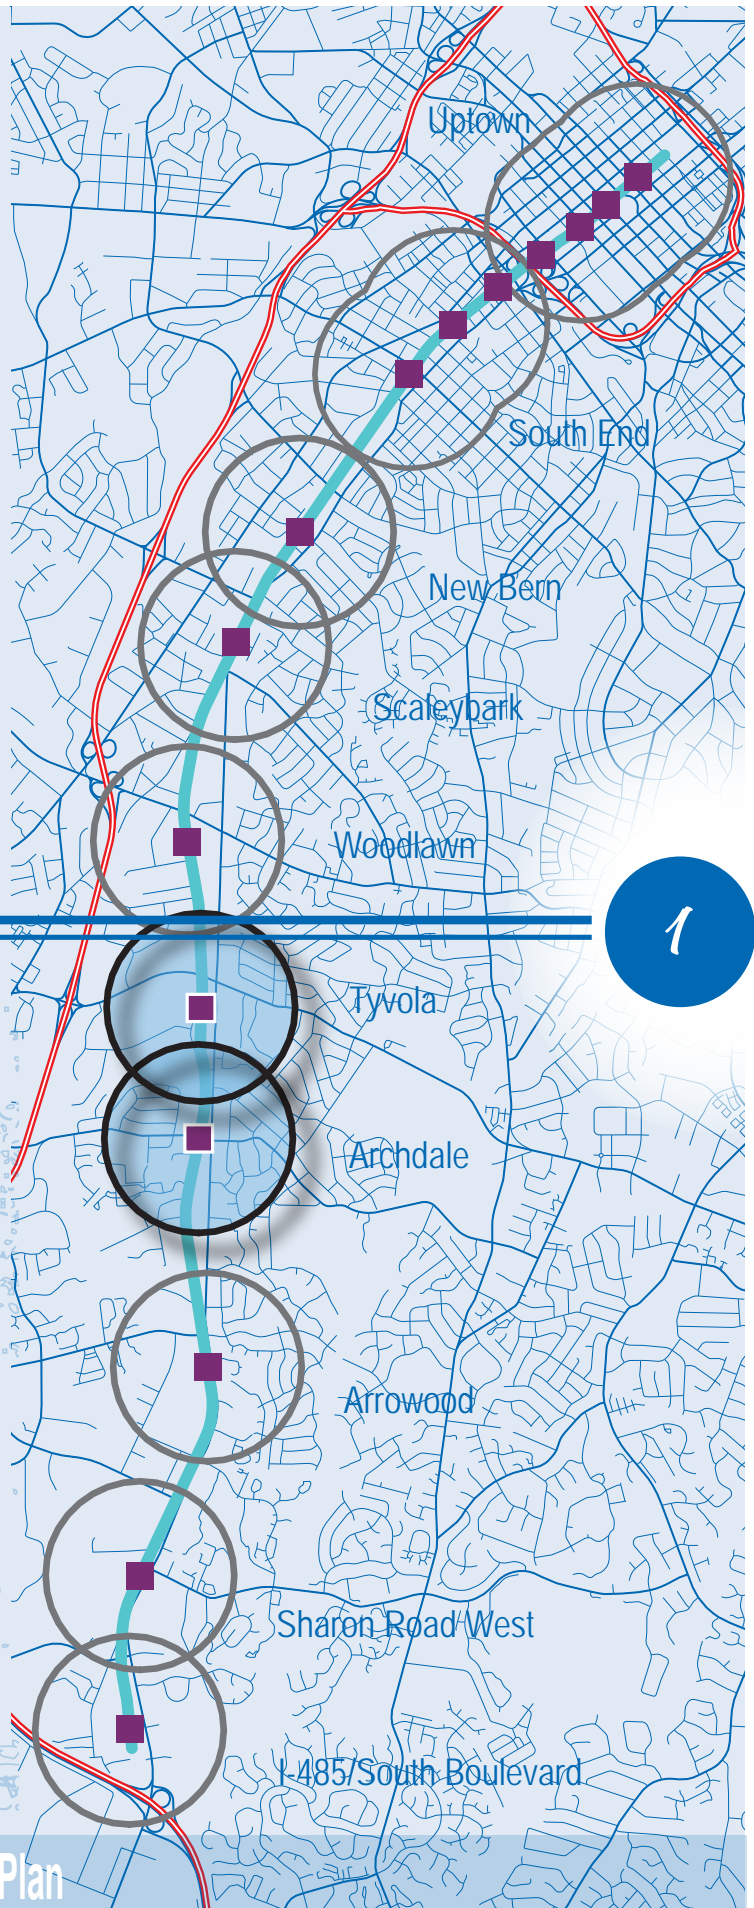 Uptown
South End
New Bern
Scaleybark
Woodlawn
1
Tyvola
Archdale
Arrowood
Sharon Road West
I-485/South Boulevard
Plan